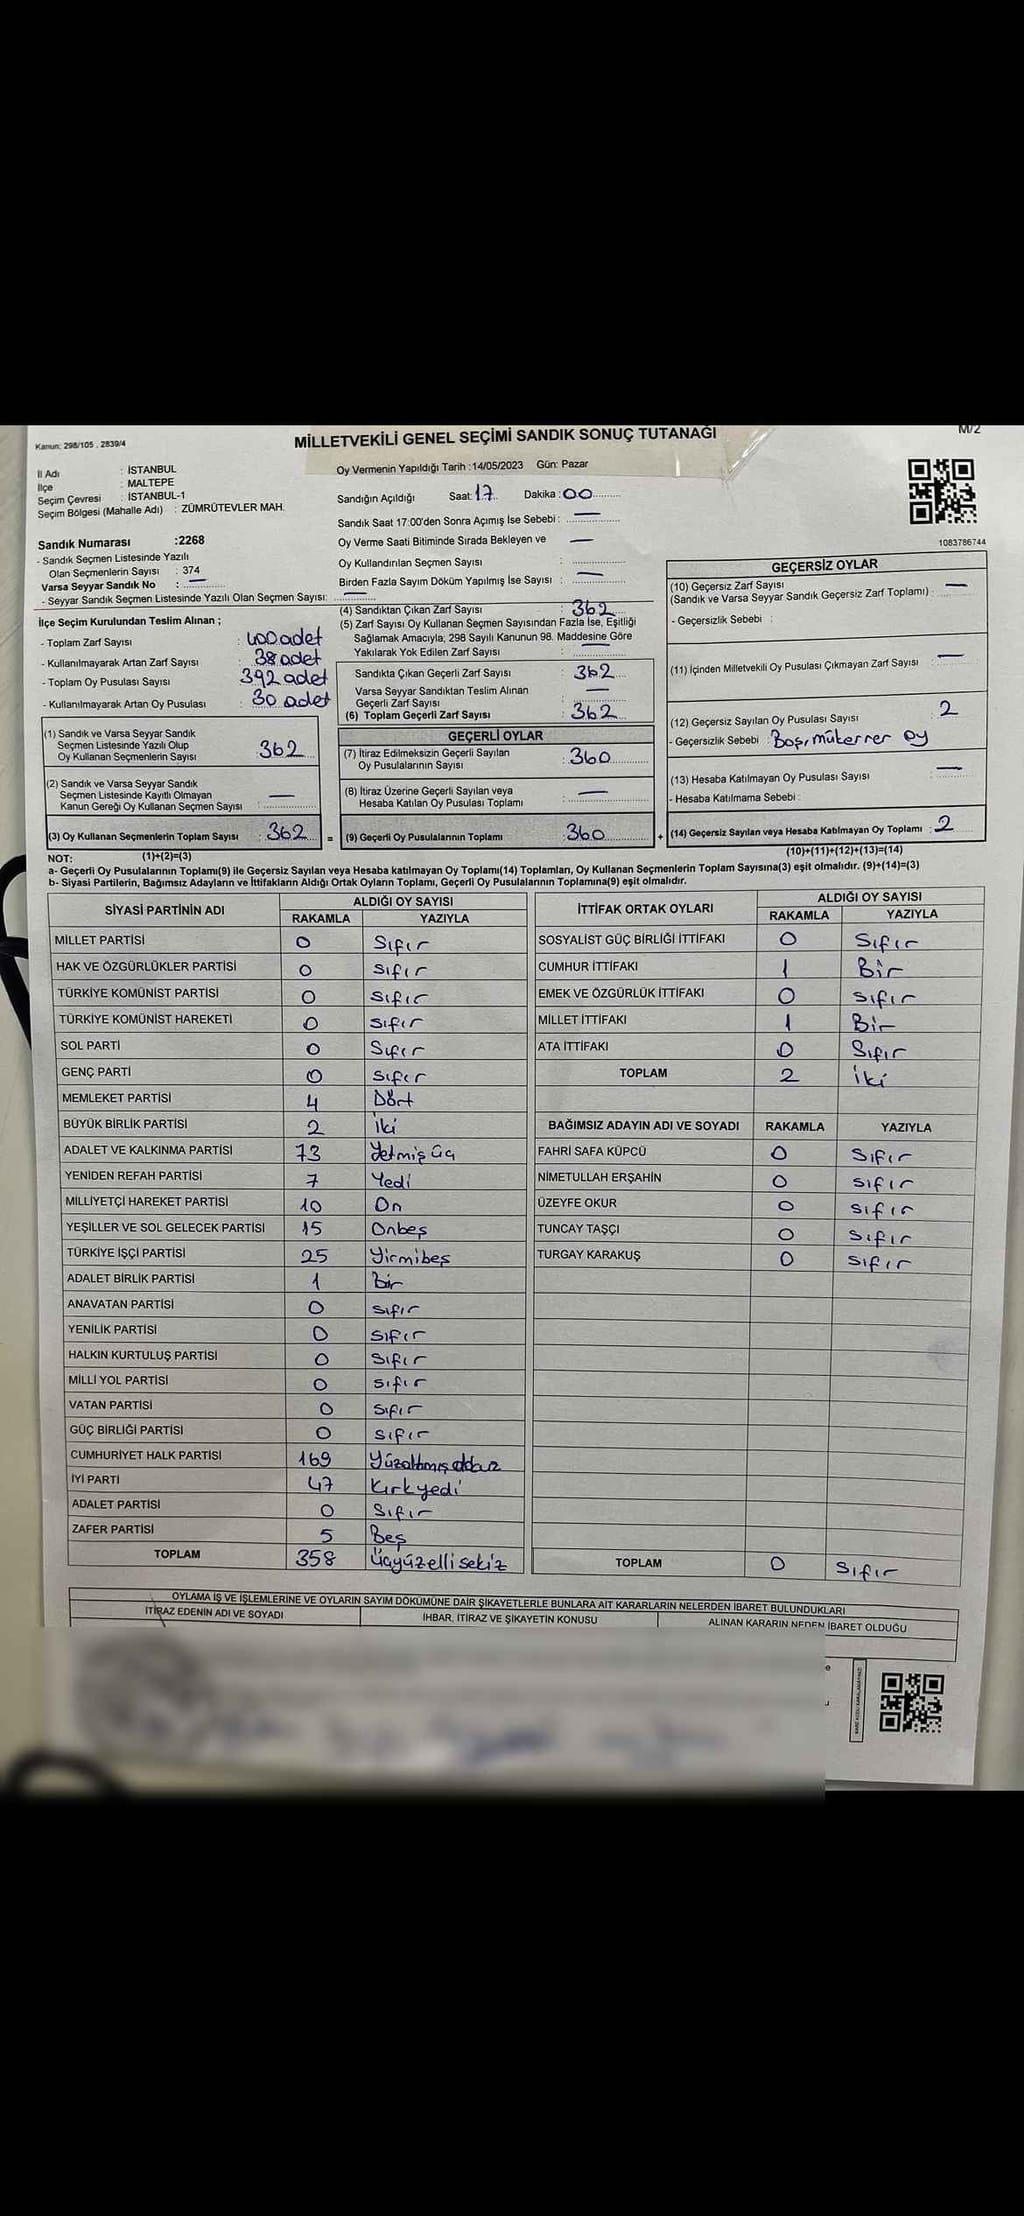 Kanun: 298/105 , 2839/4
MİLLETVEKİLİ GENEL SEÇİMİ SANDIK SONUÇ TUTANAĞI
M/2
İl Adı : İSTANBUL
İlçe : MALTEPE
Seçim Çevresi : İSTANBUL-1
Seçim Bölgesi (Mahalle Adı) : ZÜMRÜTEVLER MAH.
Sandık Numarası :2268
- Sandık Seçmen Listesinde Yazılı
Olan Seçmenlerin Sayısı : 374
Varsa Seyyar Sandık No : —
- Seyyar Sandık Seçmen Listesinde Yazılı Olan Seçmen Sayısı: —
Oy Vermenin Yapıldığı Tarih :14/05/2023 Gün: Pazar
Sandığın Açıldığı Saat: 17 Dakika : 00
Sandık Saat 17:00'den Sonra Açımış İse Sebebi : —
Oy Verme Saati Bitiminde Sırada Bekleyen ve —
Oy Kullandırılan Seçmen Sayısı :
Birden Fazla Sayım Döküm Yapılmış İse Sayısı : —
1083786744
İlçe Seçim Kurulundan Teslim Alınan ;
- Toplam Zarf Sayısı : 400 adet
- Kullanılmayarak Artan Zarf Sayısı : 38 adet
- Toplam Oy Pusulası Sayısı : 392 adet
- Kullanılmayarak Artan Oy Pusulası : 30 adet
(1) Sandık ve Varsa Seyyar Sandık
Seçmen Listesinde Yazılı Olup
Oy Kullanan Seçmenlerin Sayısı : 362
(2) Sandık ve Varsa Seyyar Sandık
Seçmen Listesinde Kayıtlı Olmayan
Kanun Gereği Oy Kullanan Seçmen Sayısı : —
(3) Oy Kullanan Seçmenlerin Toplam Sayısı : 362 =
(4) Sandıktan Çıkan Zarf Sayısı : 362
(5) Zarf Sayısı Oy Kullanan Seçmen Sayısından Fazla İse, Eşitliği
Sağlamak Amacıyla; 298 Sayılı Kanunun 98. Maddesine Göre
Yakılarak Yok Edilen Zarf Sayısı : —
Sandıkta Çıkan Geçerli Zarf Sayısı : 362
Varsa Seyyar Sandıktan Teslim Alınan
Geçerli Zarf Sayısı : —
(6) Toplam Geçerli Zarf Sayısı : 362
GEÇERLİ OYLAR
(7) İtiraz Edilmeksizin Geçerli Sayılan
Oy Pusulalarının Sayısı : 360
(8) İtiraz Üzerine Geçerli Sayılan veya
Hesaba Katılan Oy Pusulası Toplamı : —
(9) Geçerli Oy Pusulalarının Toplamı 360 +
GEÇERSİZ OYLAR
(10) Geçersiz Zarf Sayısı
(Sandık ve Varsa Seyyar Sandık Geçersiz Zarf Toplamı) : —
- Geçersizlik Sebebi :
(11) İçinden Milletvekili Oy Pusulası Çıkmayan Zarf Sayısı : —
(12) Geçersiz Sayılan Oy Pusulası Sayısı 2
- Geçersizlik Sebebi : Boş, mükerrer oy
(13) Hesaba Katılmayan Oy Pusulası Sayısı —
- Hesaba Katılmama Sebebi :
(14) Geçersiz Sayılan veya Hesaba Katılmayan Oy Toplamı : 2
NOT: (1)+(2)=(3)
(10)+(11)+(12)+(13)=(14)
a- Geçerli Oy Pusulalarının Toplamı(9) ile Geçersiz Sayılan veya Hesaba katılmayan Oy Toplamı(14) Toplamları, Oy Kullanan Seçmenlerin Toplam Sayısına(3) eşit olmalıdır. (9)+(14)=(3)
b- Siyasi Partilerin, Bağımsız Adayların ve İttifakların Aldığı Ortak Oyların Toplamı, Geçerli Oy Pusulalarının Toplamına(9) eşit olmalıdır.
SİYASİ PARTİNİN ADI ALDIĞI OY SAYISI
RAKAMLA YAZIYLA
MİLLET PARTİSİ 0 Sıfır
HAK VE ÖZGÜRLÜKLER PARTİSİ 0 Sıfır
TÜRKİYE KOMÜNİST PARTİSİ 0 Sıfır
TÜRKİYE KOMÜNİST HAREKETİ 0 Sıfır
SOL PARTİ 0 Sıfır
GENÇ PARTİ 0 Sıfır
MEMLEKET PARTİSİ 4 Dört
BÜYÜK BİRLİK PARTİSİ 2 İki
ADALET VE KALKINMA PARTİSİ 73 Yetmiş üç
YENİDEN REFAH PARTİSİ 7 Yedi
MİLLİYETÇİ HAREKET PARTİSİ 10 On
YEŞİLLER VE SOL GELECEK PARTİSİ 15 Onbeş
TÜRKİYE İŞÇİ PARTİSİ 25 Yirmibeş
ADALET BİRLİK PARTİSİ 1 Bir
ANAVATAN PARTİSİ 0 Sıfır
YENİLİK PARTİSİ 0 Sıfır
HALKIN KURTULUŞ PARTİSİ 0 Sıfır
MİLLİ YOL PARTİSİ 0 Sıfır
VATAN PARTİSİ 0 Sıfır
GÜÇ BİRLİĞİ PARTİSİ 0 Sıfır
CUMHURİYET HALK PARTİSİ 169 Yüzaltmışdokuz
İYİ PARTİ 47 Kırkyedi
ADALET PARTİSİ 0 Sıfır
ZAFER PARTİSİ 5 Beş
TOPLAM 358 Üçyüzellisekiz
İTTİFAK ORTAK OYLARI ALDIĞI OY SAYISI
RAKAMLA YAZIYLA
SOSYALİST GÜÇ BİRLİĞİ İTTİFAKI 0 Sıfır
CUMHUR İTTİFAKI 1 Bir
EMEK VE ÖZGÜRLÜK İTTİFAKI 0 Sıfır
MİLLET İTTİFAKI 1 Bir
ATA İTTİFAKI 0 Sıfır
TOPLAM 2 İki
BAĞIMSIZ ADAYIN ADI VE SOYADI RAKAMLA YAZIYLA
FAHRİ SAFA KÜPCÜ 0 Sıfır
NİMETULLAH ERŞAHİN 0 Sıfır
ÜZEYFE OKUR 0 Sıfır
TUNCAY TAŞÇI 0 Sıfır
TURGAY KARAKUŞ 0 Sıfır
TOPLAM 0 Sıfır
OYLAMA İŞ VE İŞLEMLERİNE VE OYLARIN SAYIM DÖKÜMÜNE DAİR ŞİKAYETLERLE BUNLARA AİT KARARLARIN NELERDEN İBARET BULUNDUKLARI
İTİRAZ EDENİN ADI VE SOYADI İHBAR, İTİRAZ VE ŞİKAYETİN KONUSU ALINAN KARARIN NEDEN İBARET OLDUĞU